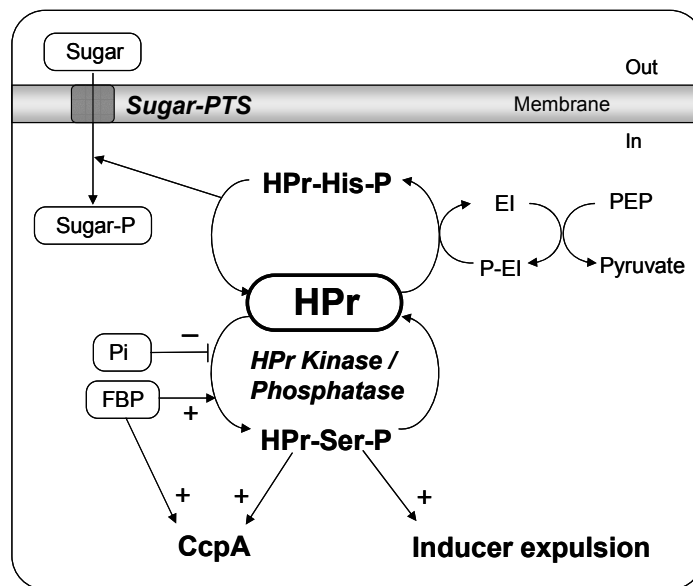 Sugar
Out
Sugar-PTS
Membrane
In
HPr-His-P
EI
PEP
Sugar-P
P-EI
Pyruvate
HPr
Pi
–
HPr Kinase /
Phosphatase
FBP
+
HPr-Ser-P
+
+
+
CcpA
Inducer expulsion